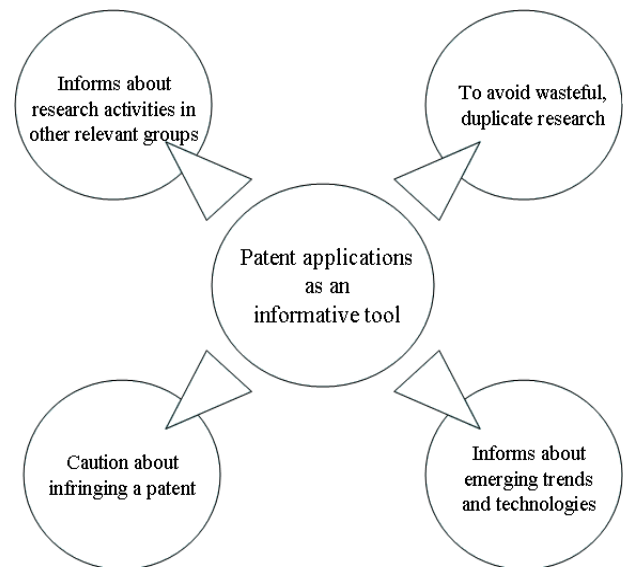 Informs about
research activities in
other relevant groups
To avoid wasteful,
duplicate research
Patent applications
as an
informative tool
Caution about
infringing a patent
Informs about
emerging trends
and technologies